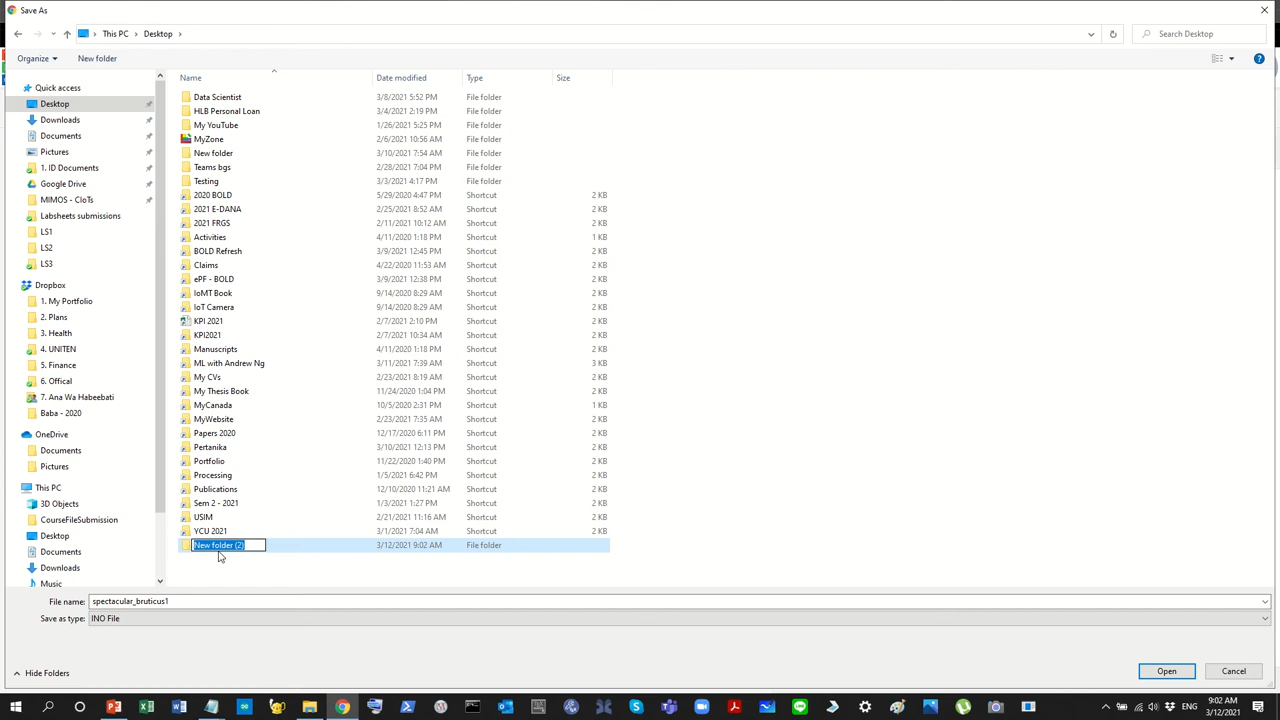 Save As
This PC > Desktop >
Search Desktop
Organize
New folder
Name
Date modified
Type
Size
Quick access
Desktop
Downloads
Documents
Pictures
1. ID Documents
Google Drive
MIMOS - CIoTs
Labsheets submissions
LS1
LS2
LS3
Dropbox
1. My Portfolio
2. Plans
3. Health
4. UNITEN
5. Finance
6. Offical
7. Ana Wa Habeebati
Baba - 2020
OneDrive
Documents
Pictures
This PC
3D Objects
CourseFileSubmission
Desktop
Documents
Downloads
Music
Data Scientist 3/8/2021 5:52 PM File folder
HLB Personal Loan 3/4/2021 2:19 PM File folder
My YouTube 1/26/2021 5:25 PM File folder
MyZone 2/6/2021 10:56 AM File folder
New folder 3/10/2021 7:54 AM File folder
Teams bgs 2/28/2021 7:04 PM File folder
Testing 3/3/2021 4:17 PM File folder
2020 BOLD 5/29/2020 4:47 PM Shortcut 2 KB
2021 E-DANA 2/25/2021 8:52 AM Shortcut 2 KB
2021 FRGS 2/11/2021 10:12 AM Shortcut 2 KB
Activities 4/11/2020 1:18 PM Shortcut 1 KB
BOLD Refresh 3/9/2021 12:45 PM Shortcut 2 KB
Claims 4/22/2020 11:53 AM Shortcut 2 KB
ePF - BOLD 3/9/2021 12:38 PM Shortcut 2 KB
IoMT Book 9/14/2020 8:29 AM Shortcut 2 KB
IoT Camera 9/14/2020 8:29 AM Shortcut 2 KB
KPI 2021 2/7/2021 2:10 PM Shortcut 2 KB
KPI2021 2/7/2021 10:34 AM Shortcut 2 KB
Manuscripts 4/11/2020 1:18 PM Shortcut 2 KB
ML with Andrew Ng 3/11/2021 7:39 AM Shortcut 3 KB
My CVs 2/23/2021 8:19 AM Shortcut 2 KB
My Thesis Book 11/24/2020 1:04 PM Shortcut 2 KB
MyCanada 10/5/2020 2:31 PM Shortcut 1 KB
MyWebsite 2/23/2021 7:35 AM Shortcut 2 KB
Papers 2020 12/17/2020 6:11 PM Shortcut 2 KB
Pertanika 3/10/2021 12:13 PM Shortcut 2 KB
Portfolio 11/22/2020 1:40 PM Shortcut 2 KB
Processing 1/5/2021 6:42 PM Shortcut 2 KB
Publications 12/10/2020 11:21 AM Shortcut 2 KB
Sem 2 - 2021 1/3/2021 1:27 PM Shortcut 2 KB
USIM 2/21/2021 11:16 AM Shortcut 2 KB
YCU 2021 3/1/2021 7:04 AM Shortcut 2 KB
New folder (2) 3/12/2021 9:02 AM File folder
File name: spectacular_bruticus1
Save as type: INO File
Hide Folders
Open
Cancel
9:02 AM
3/12/2021